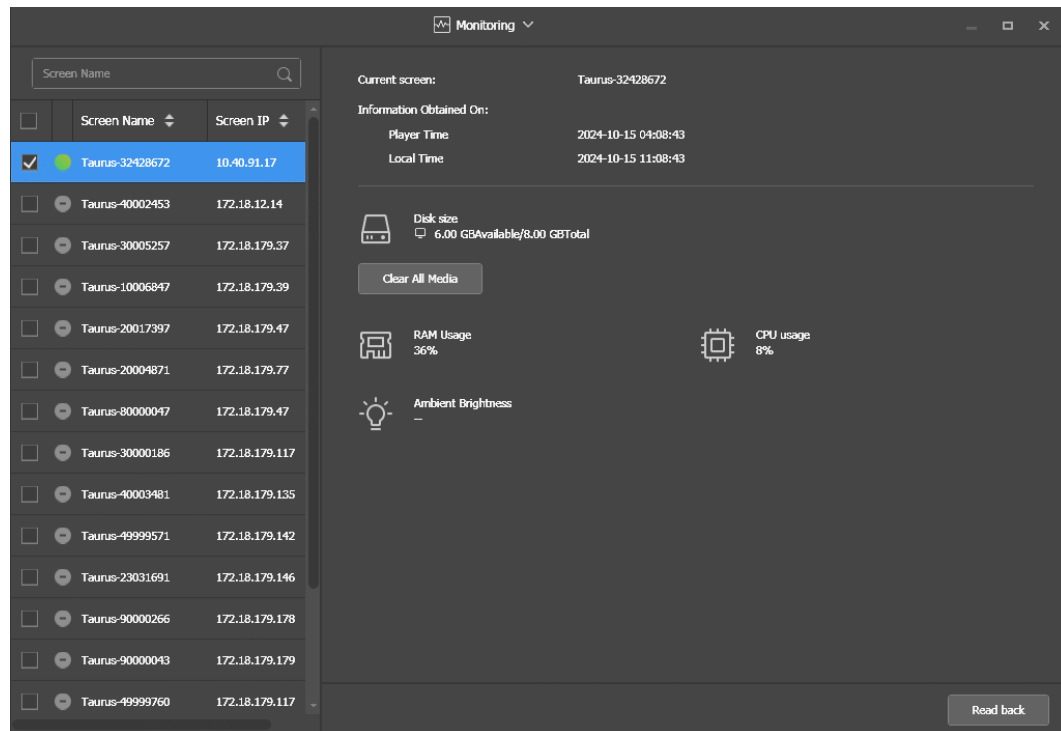 Monitoring
Screen Name
Screen Name Screen IP
Taurus-32428672 10.40.91.17
Taurus-40002453 172.18.12.14
Taurus-30005257 172.18.179.37
Taurus-10006847 172.18.179.39
Taurus-20017397 172.18.179.47
Taurus-20004871 172.18.179.77
Taurus-80000047 172.18.179.47
Taurus-30000186 172.18.179.117
Taurus-40003481 172.18.179.135
Taurus-49999571 172.18.179.142
Taurus-23031691 172.18.179.146
Taurus-90000266 172.18.179.178
Taurus-90000043 172.18.179.179
Taurus-49999760 172.18.179.117
Current screen: Taurus-32428672
Information Obtained On:
Player Time 2024-10-15 04:08:43
Local Time 2024-10-15 11:08:43
Disk size
6.00 GBAvailable/8.00 GBTotal
Clear All Media
RAM Usage
36%
CPU usage
8%
Ambient Brightness
--
Read back